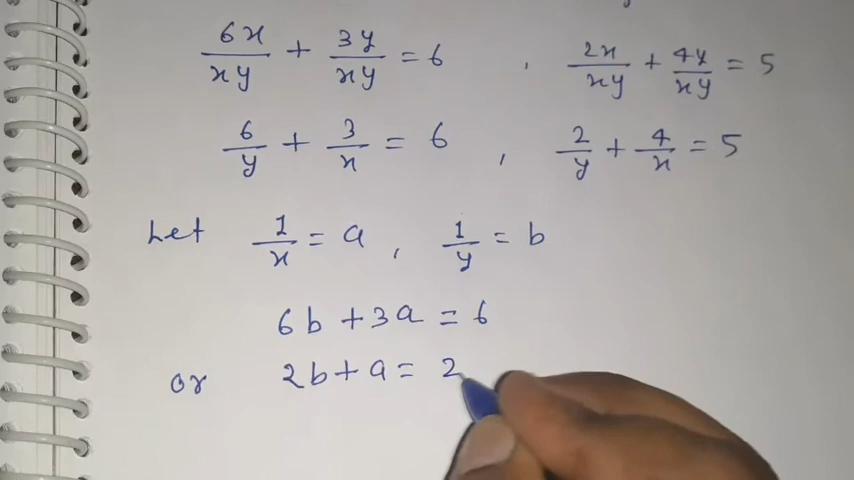 6x/xy + 3y/xy = 6 , 2x/xy + 4y/xy = 5
6/y + 3/x = 6 , 2/y + 4/x = 5
Let 1/x = a , 1/y = b
6b + 3a = 6
or 2b + a = 2